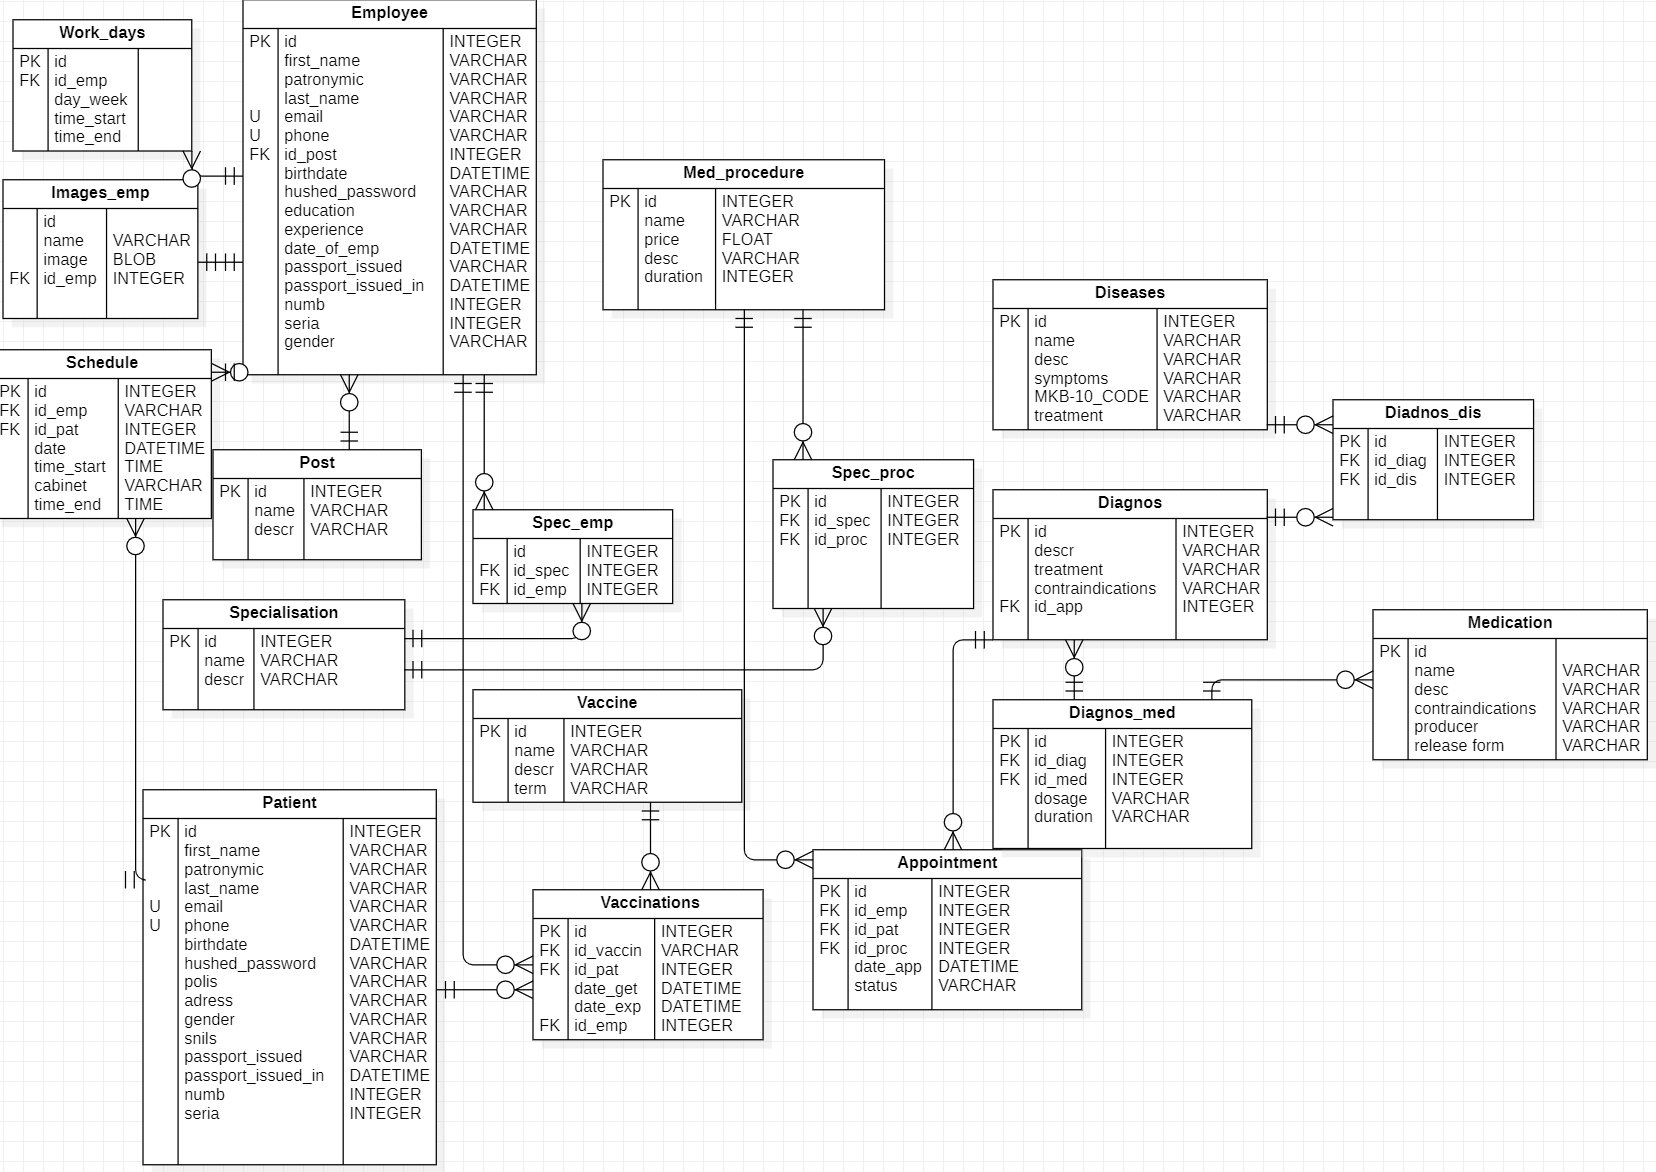 Work_days
PK id
FK id_emp
day_week
time_start
time_end
Employee
PK id INTEGER
first_name VARCHAR
patronymic VARCHAR
last_name VARCHAR
U email VARCHAR
U phone VARCHAR
FK id_post INTEGER
birthdate DATETIME
hushed_password VARCHAR
education VARCHAR
experience VARCHAR
date_of_emp DATETIME
passport_issued VARCHAR
passport_issued_in DATETIME
numb INTEGER
seria INTEGER
gender VARCHAR
Images_emp
id
name VARCHAR
image BLOB
FK id_emp INTEGER
Med_procedure
PK id INTEGER
name VARCHAR
price FLOAT
desc VARCHAR
duration INTEGER
Diseases
PK id INTEGER
name VARCHAR
desc VARCHAR
symptoms VARCHAR
MKB-10_CODE VARCHAR
treatment VARCHAR
Schedule
PK id INTEGER
FK id_emp VARCHAR
FK id_pat INTEGER
date DATETIME
time_start TIME
cabinet VARCHAR
time_end TIME
Diadnos_dis
PK id INTEGER
FK id_diag INTEGER
FK id_dis INTEGER
Post
PK id INTEGER
name VARCHAR
descr VARCHAR
Spec_proc
PK id INTEGER
FK id_spec INTEGER
FK id_proc INTEGER
Diagnos
PK id INTEGER
descr VARCHAR
treatment VARCHAR
contraindications VARCHAR
FK id_app INTEGER
Spec_emp
id INTEGER
FK id_spec INTEGER
FK id_emp INTEGER
Specialisation
PK id INTEGER
name VARCHAR
descr VARCHAR
Medication
PK id
name VARCHAR
desc VARCHAR
contraindications VARCHAR
producer VARCHAR
release form VARCHAR
Vaccine
PK id INTEGER
name VARCHAR
descr VARCHAR
term VARCHAR
Diagnos_med
PK id INTEGER
FK id_diag INTEGER
FK id_med INTEGER
dosage VARCHAR
duration VARCHAR
Patient
PK id INTEGER
first_name VARCHAR
patronymic VARCHAR
last_name VARCHAR
U email VARCHAR
U phone VARCHAR
birthdate DATETIME
hushed_password VARCHAR
polis VARCHAR
adress VARCHAR
gender VARCHAR
snils VARCHAR
passport_issued VARCHAR
passport_issued_in DATETIME
numb INTEGER
seria INTEGER
Vaccinations
PK id INTEGER
FK id_vaccin VARCHAR
FK id_pat INTEGER
date_get DATETIME
date_exp DATETIME
FK id_emp INTEGER
Appointment
PK id INTEGER
FK id_emp INTEGER
FK id_pat INTEGER
FK id_proc INTEGER
date_app DATETIME
status VARCHAR